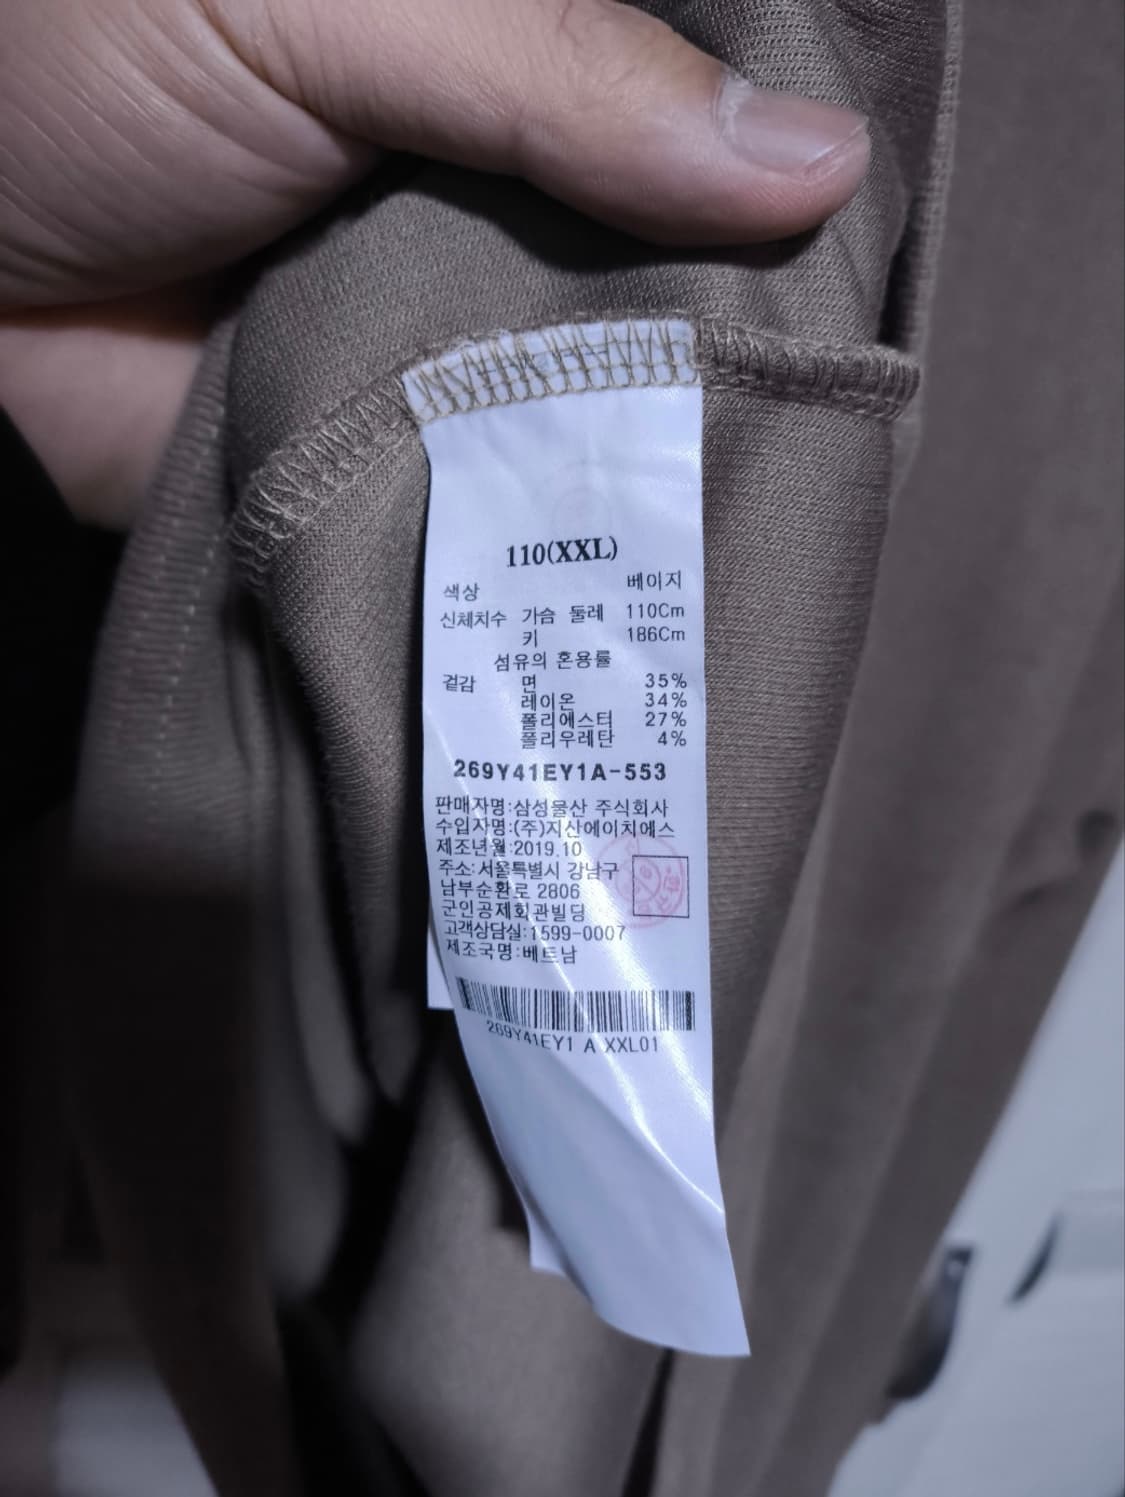 110(XXL)
색상 베이지
신체치수 가슴 둘레 110Cm
키 186Cm
섬유의 혼용률
겉감 면 35%
레이온 34%
폴리에스터 27%
폴리우레탄 4%
269Y41EY1A-553
판매자명:삼성물산 주식회사
수입자명:(주)지산에이치에스
제조년월:2019.10
주소:서울특별시 강남구
남부순환로 2806
군인공제회관빌딩
고객상담실:1599-0007
제조국명:베트남
269Y41EY1 A XXL01